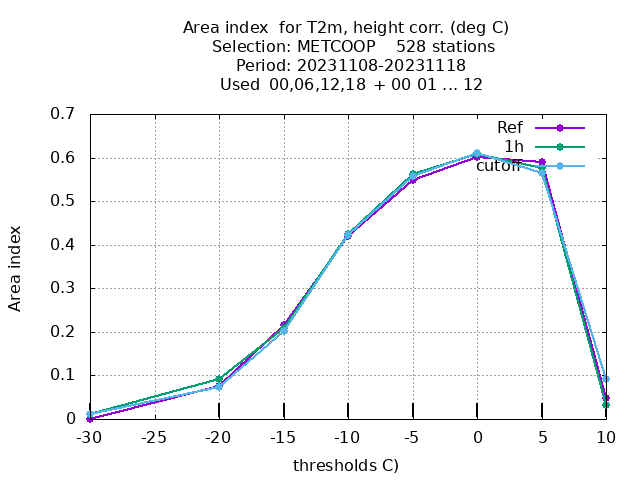 Area index  for T2m, height corr. (deg C)
Selection: METCOOP    528 stations
Period: 20231108-20231118
Used  00,06,12,18  + 00 01 ... 12
Ref
1h
cutoff
0.7
0.6
0.5
0.4
0.3
0.2
0.1
0
Area index
-30 -25 -20 -15 -10 -5 0 5 10
thresholds C)